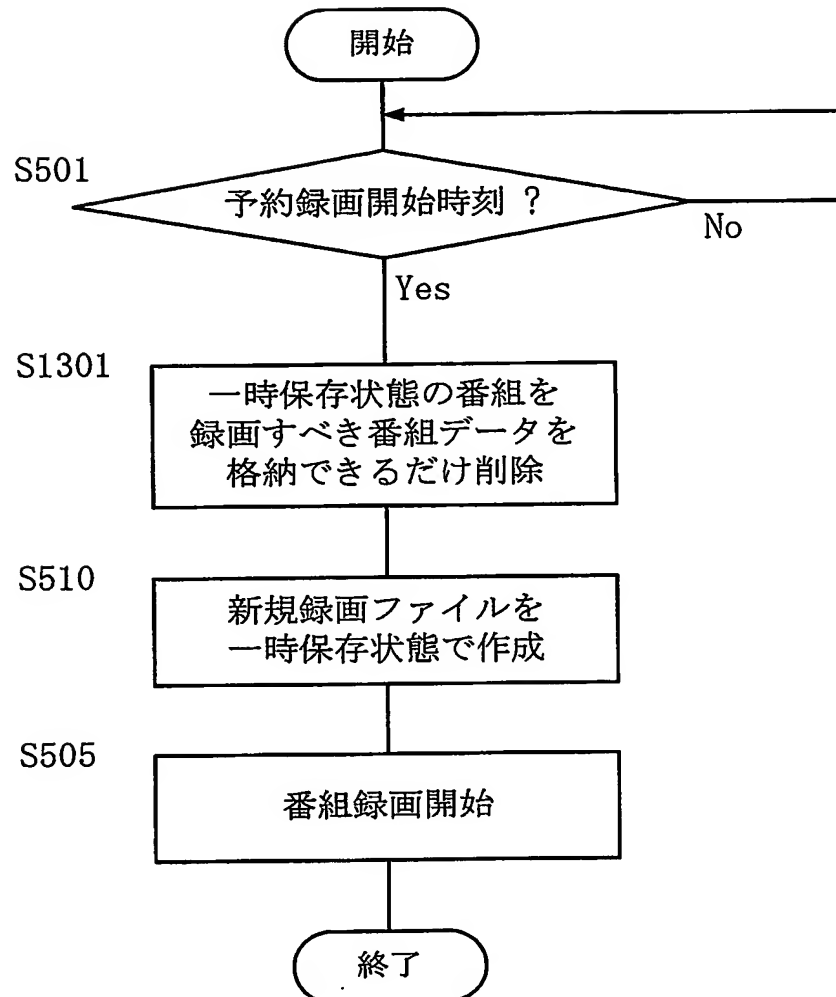 開始
S501
予約録画開始時刻 ?
No
Yes
S1301
一時保存状態の番組を
録画すべき番組データを
格納できるだけ削除
S510
新規録画ファイルを
一時保存状態で作成
S505
番組録画開始
終了